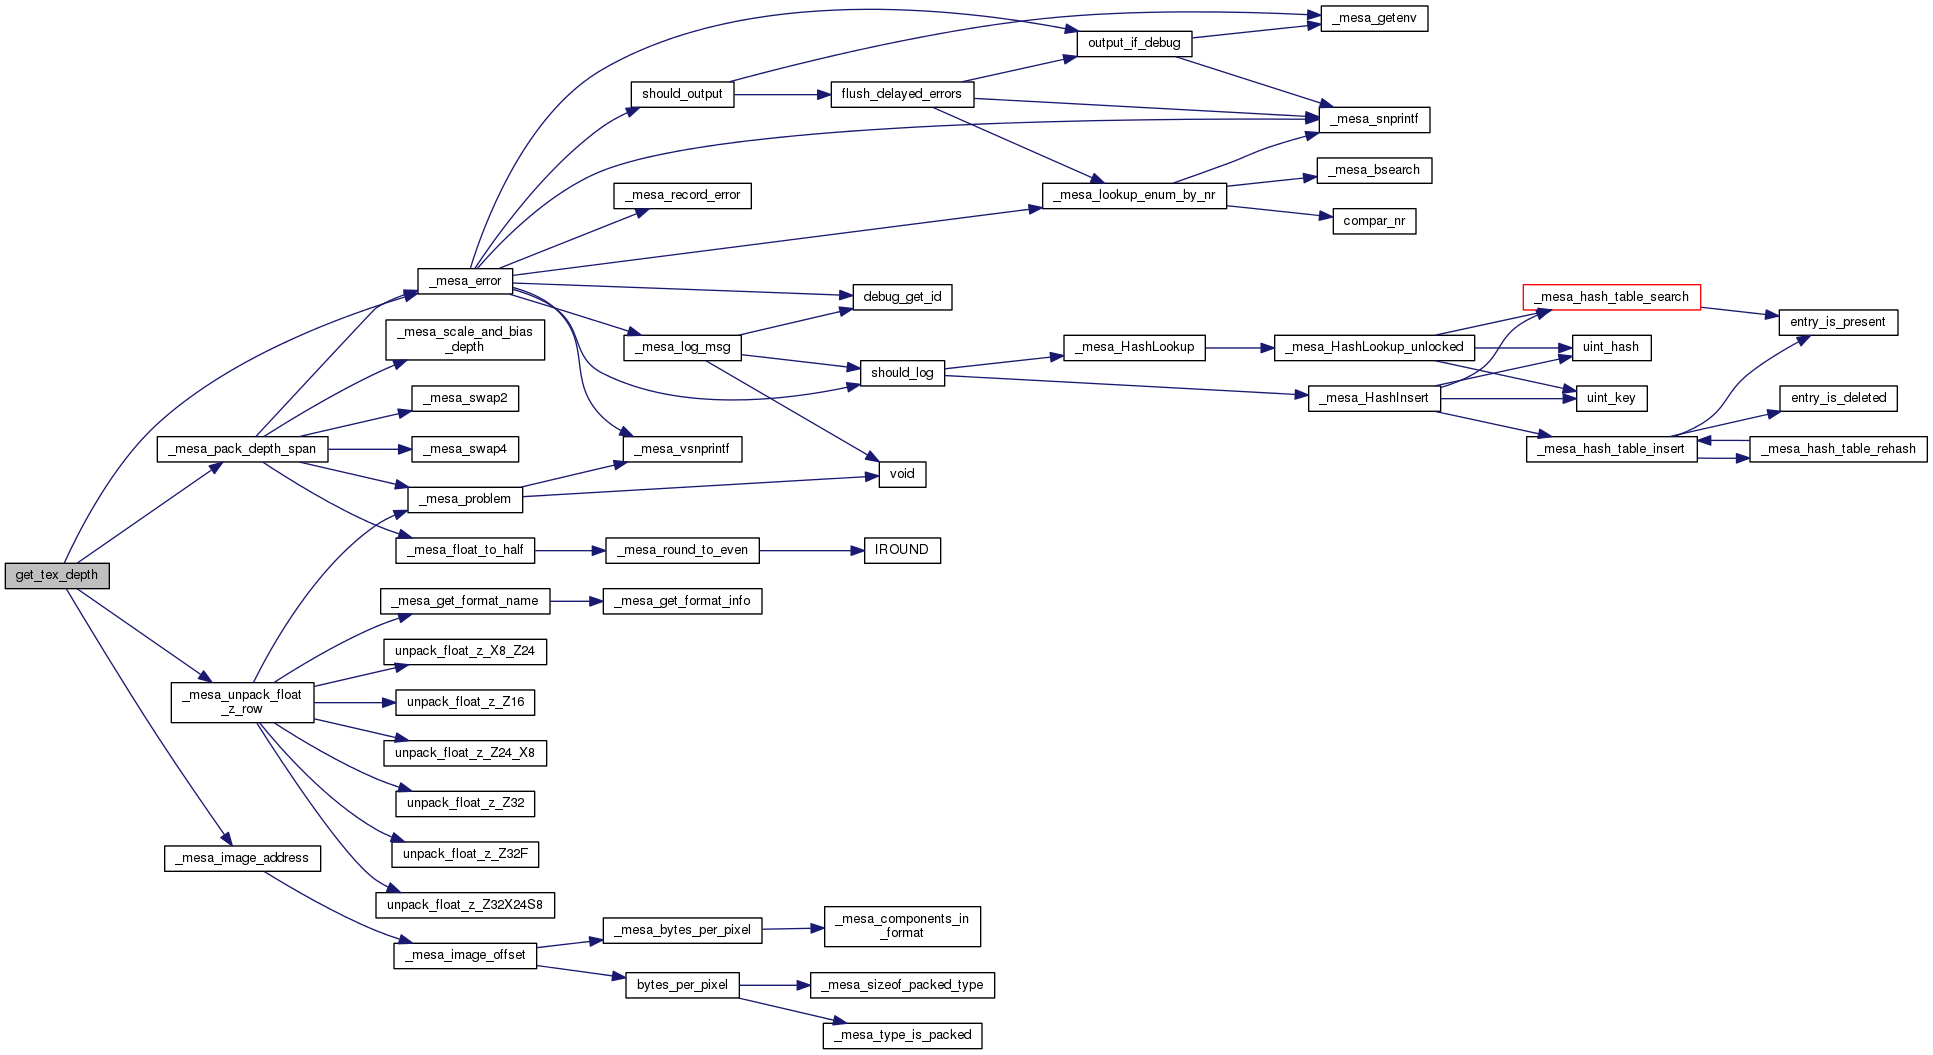 _mesa_getenv
output_if_debug
should_output
flush_delayed_errors
_mesa_snprintf
_mesa_bsearch
_mesa_record_error
_mesa_lookup_enum_by_nr
compar_nr
_mesa_error
debug_get_id
_mesa_hash_table_search
entry_is_present
_mesa_scale_and_bias
_depth
_mesa_log_msg
_mesa_HashLookup
_mesa_HashLookup_unlocked
uint_hash
should_log
_mesa_swap2
_mesa_HashInsert
uint_key
entry_is_deleted
_mesa_pack_depth_span
_mesa_swap4
_mesa_vsnprintf
_mesa_hash_table_insert
_mesa_hash_table_rehash
void
_mesa_problem
_mesa_float_to_half
_mesa_round_to_even
IROUND
get_tex_depth
_mesa_get_format_name
_mesa_get_format_info
unpack_float_z_X8_Z24
_mesa_unpack_float
_z_row
unpack_float_z_Z16
unpack_float_z_Z24_X8
unpack_float_z_Z32
unpack_float_z_Z32F
_mesa_image_address
unpack_float_z_Z32X24S8
_mesa_components_in
_format
_mesa_bytes_per_pixel
_mesa_image_offset
bytes_per_pixel
_mesa_sizeof_packed_type
_mesa_type_is_packed